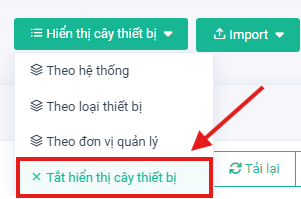 Hiển thị cây thiết bị
Import
Theo hệ thống
Theo loại thiết bị
Theo đơn vị quản lý
Tắt hiển thị cây thiết bị
Tải lại